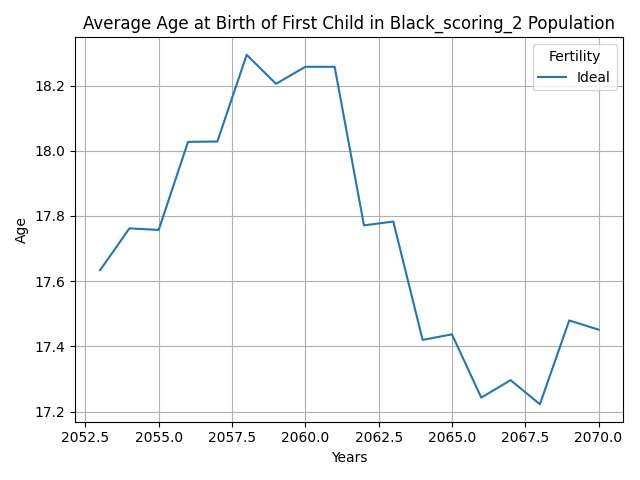 Average Age at Birth of First Child in Black_scoring_2 Population
Fertility
Ideal
Age
18.2
18.0
17.8
17.6
17.4
17.2
2052.5 2055.0 2057.5 2060.0 2062.5 2065.0 2067.5 2070.0
Years